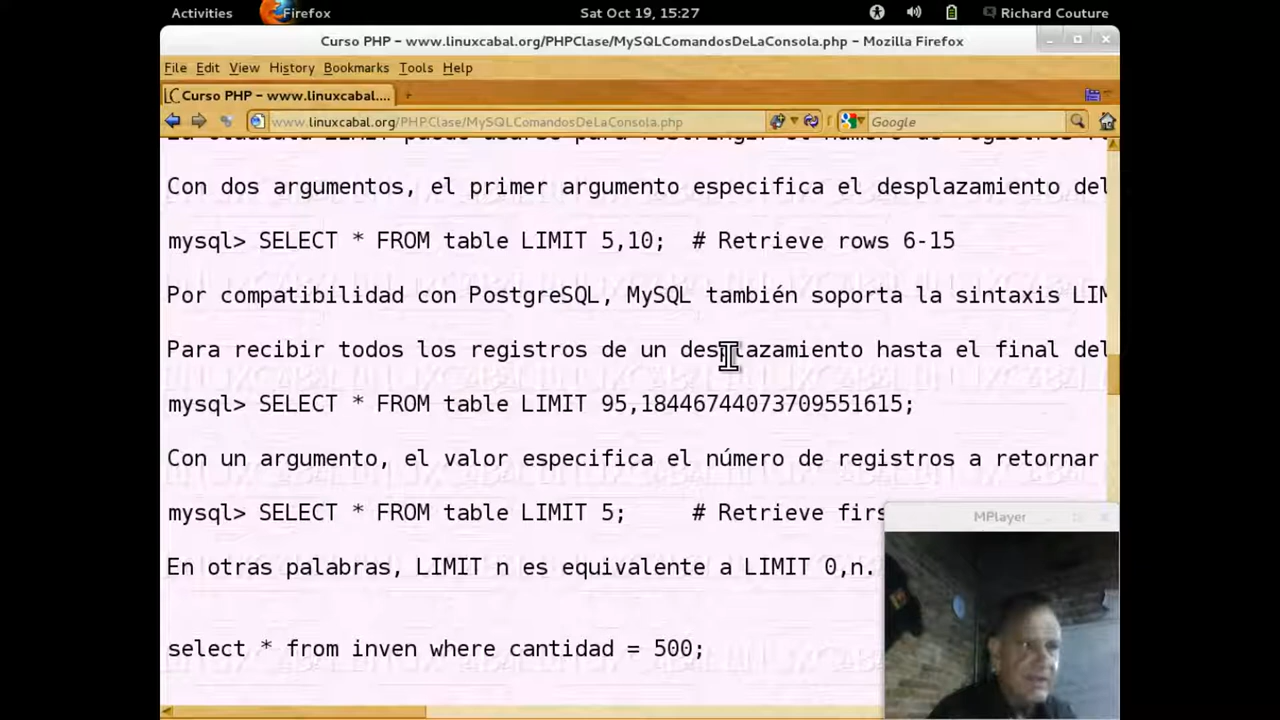 Activities Firefox Sat Oct 19, 15:27 Richard Couture
Curso PHP - www.linuxcabal.org/PHPClase/MySQLComandosDeLaConsola.php - Mozilla Firefox
File Edit View History Bookmarks Tools Help
Curso PHP - www.linuxcabal....
www.linuxcabal.org/PHPClase/MySQLComandosDeLaConsola.php Google
Con dos argumentos, el primer argumento especifica el desplazamiento del
mysql> SELECT * FROM table LIMIT 5,10; # Retrieve rows 6-15
Por compatibilidad con PostgreSQL, MySQL también soporta la sintaxis LIM
Para recibir todos los registros de un desplazamiento hasta el final del
mysql> SELECT * FROM table LIMIT 95,18446744073709551615;
Con un argumento, el valor especifica el número de registros a retornar
mysql> SELECT * FROM table LIMIT 5; # Retrieve firs
MPlayer
En otras palabras, LIMIT n es equivalente a LIMIT 0,n.
select * from inven where cantidad = 500;